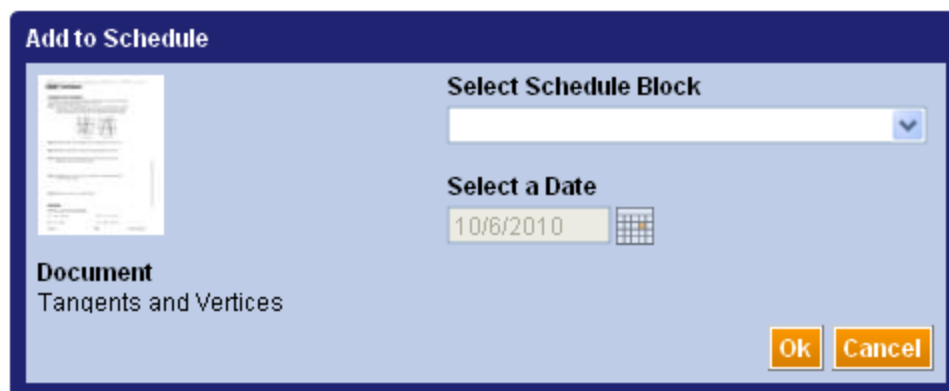 Add to Schedule
Select Schedule Block
Select a Date
10/6/2010
Document
Tangents and Vertices
Ok Cancel